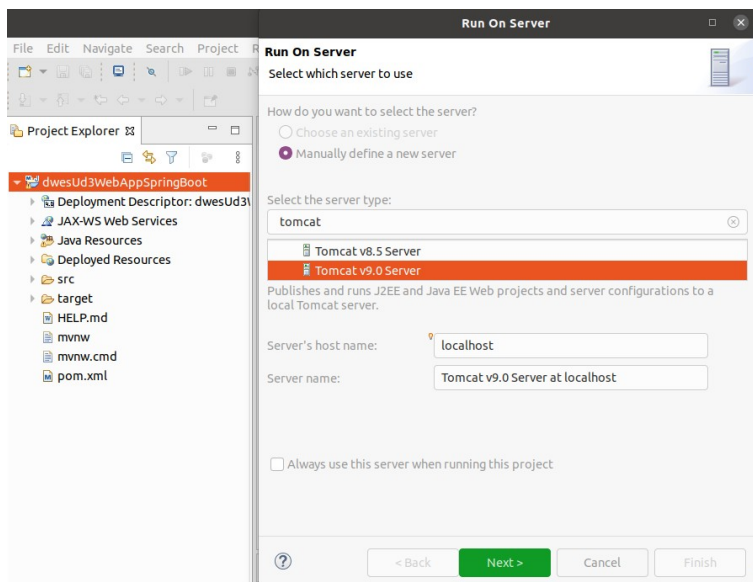 Run On Server
File Edit Navigate Search Project R
Run On Server
Select which server to use
How do you want to select the server?
Choose an existing server
Manually define a new server
Project Explorer
dwesUd3WebAppSpringBoot
Deployment Descriptor: dwesUd3W
JAX-WS Web Services
Java Resources
Deployed Resources
src
target
HELP.md
mvnw
mvnw.cmd
pom.xml
Select the server type:
tomcat
Tomcat v8.5 Server
Tomcat v9.0 Server
Publishes and runs J2EE and Java EE Web projects and server configurations to a
local Tomcat server.
Server's host name:
localhost
Server name:
Tomcat v9.0 Server at localhost
Always use this server when running this project
< Back
Next >
Cancel
Finish